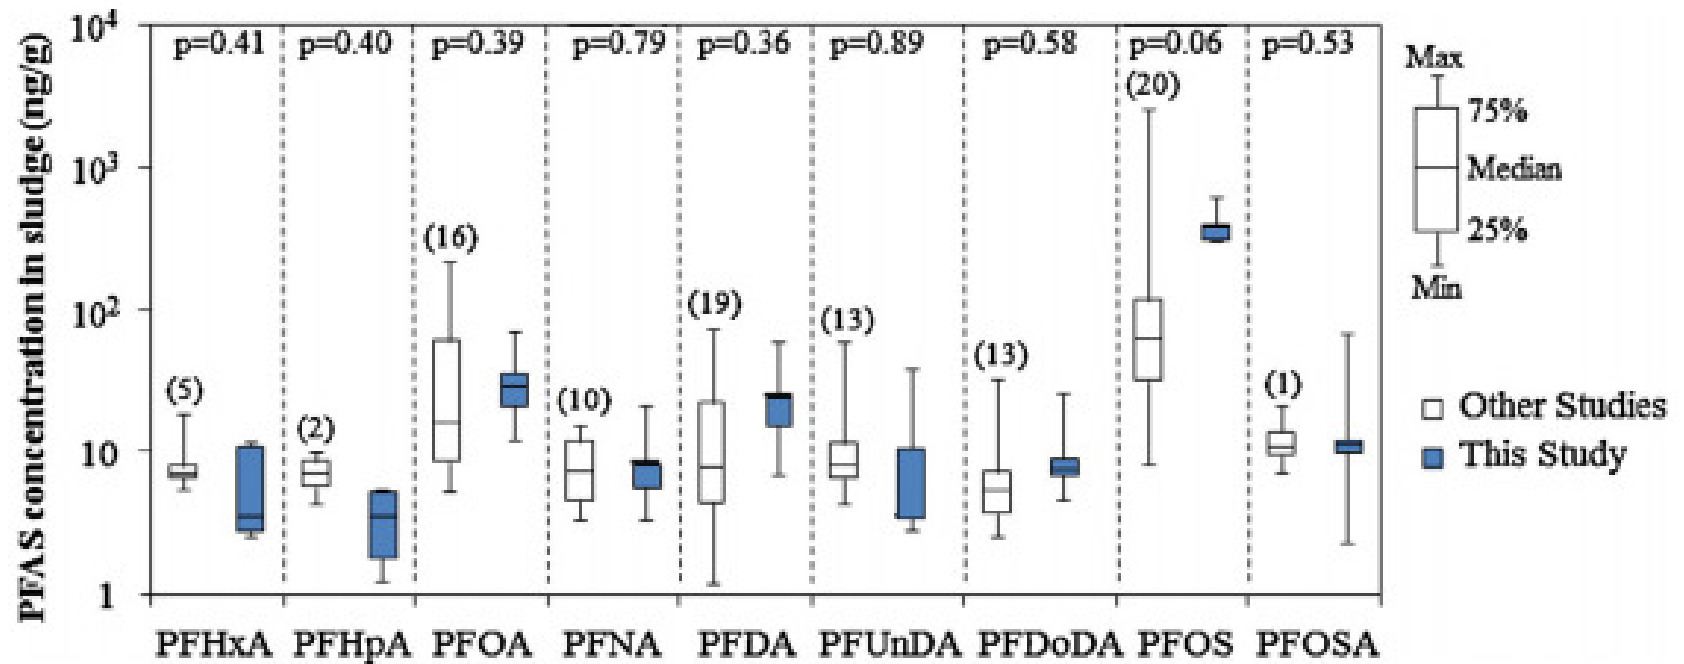 PFAS concentration in sludge (ng/g)
10⁴
10³
10²
10
1
p=0.41 p=0.40 p=0.39 p=0.79 p=0.36 p=0.89 p=0.58 p=0.06 p=0.53
(5) (2) (16) (10) (19) (13) (13) (20) (1)
PFHxA PFHpA PFOA PFNA PFDA PFUnDA PFDoDA PFOS PFOSA
Max
75%
Median
25%
Min
Other Studies
This Study